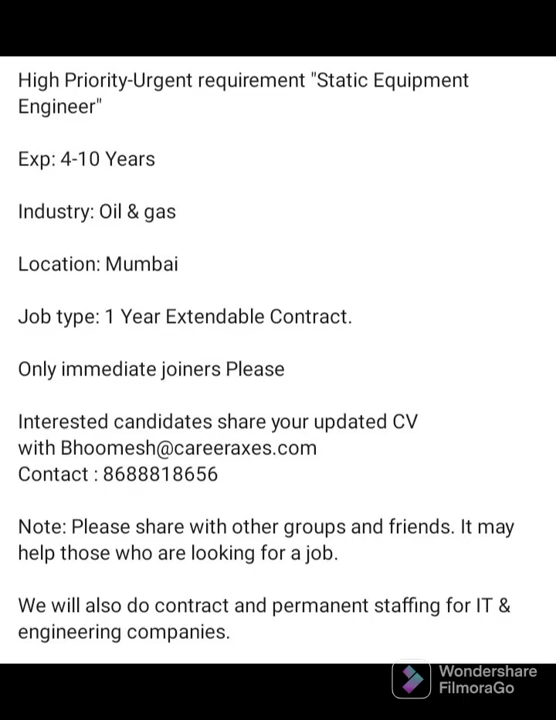 High Priority-Urgent requirement "Static Equipment
Engineer"
Exp: 4-10 Years
Industry: Oil & gas
Location: Mumbai
Job type: 1 Year Extendable Contract.
Only immediate joiners Please
Interested candidates share your updated CV
with Bhoomesh@careeraxes.com
Contact : 8688818656
Note: Please share with other groups and friends. It may
help those who are looking for a job.
We will also do contract and permanent staffing for IT &
engineering companies.
Wondershare
FilmoraGo